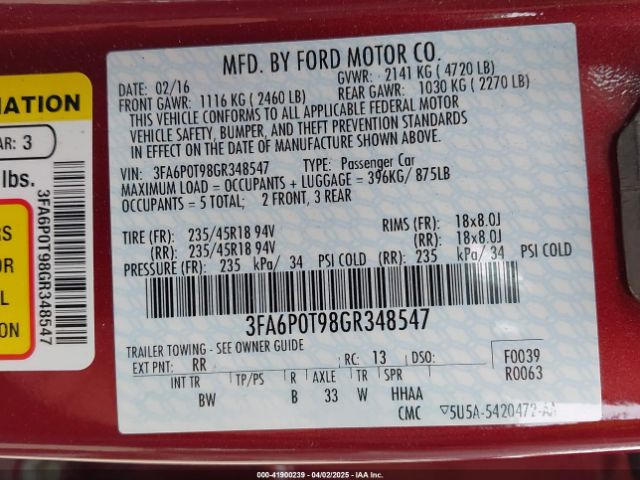 MFD. BY FORD MOTOR CO.
DATE: 02/16 GVWR: 2141 KG ( 4720 LB)
FRONT GAWR: 1116 KG ( 2460 LB) REAR GAWR: 1030 KG ( 2270 LB)
THIS VEHICLE CONFORMS TO ALL APPLICABLE FEDERAL MOTOR
VEHICLE SAFETY, BUMPER, AND THEFT PREVENTION STANDARDS
IN EFFECT ON THE DATE OF MANUFACTURE SHOWN ABOVE.
VIN: 3FA6P0T98GR348547 TYPE: Passenger Car
MAXIMUM LOAD = OCCUPANTS + LUGGAGE = 396KG/ 875LB
OCCUPANTS = 5 TOTAL; 2 FRONT, 3 REAR
TIRE (FR): 235/45R18 94V RIMS (FR): 18x8.0J
(RR): 235/45R18 94V (RR): 18x8.0J
PRESSURE (FR): 235 kPa/ 34 PSI COLD (RR): 235 kPa/ 34 PSI COLD
3FA6P0T98GR348547
TRAILER TOWING - SEE OWNER GUIDE
EXT PNT: RR RC: 13 DSO: F0039
R0063
INT TR TP/PS R AXLE TR SPR
BW B 33 W HHAA
CMC
AR: 3
lbs.
3FA6P0T98GR348547
000-41900239 - 04/02/2025 - IAAI. COM